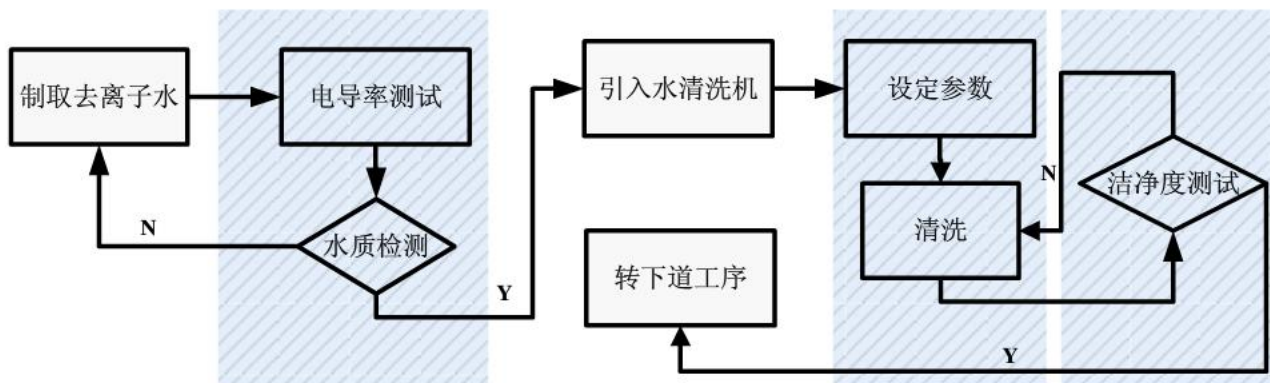 制取去离子水
电导率测试
水质检测
N
Y
引入水清洗机
设定参数
清洗
N
洁净度测试
转下道工序
Y